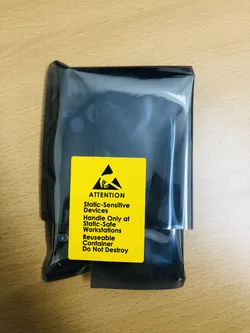 ATTENTION
Static-Sensitive
Devices
Handle Only at
Static-Safe
Workstations
Reuseable
Container
Do Not Destroy